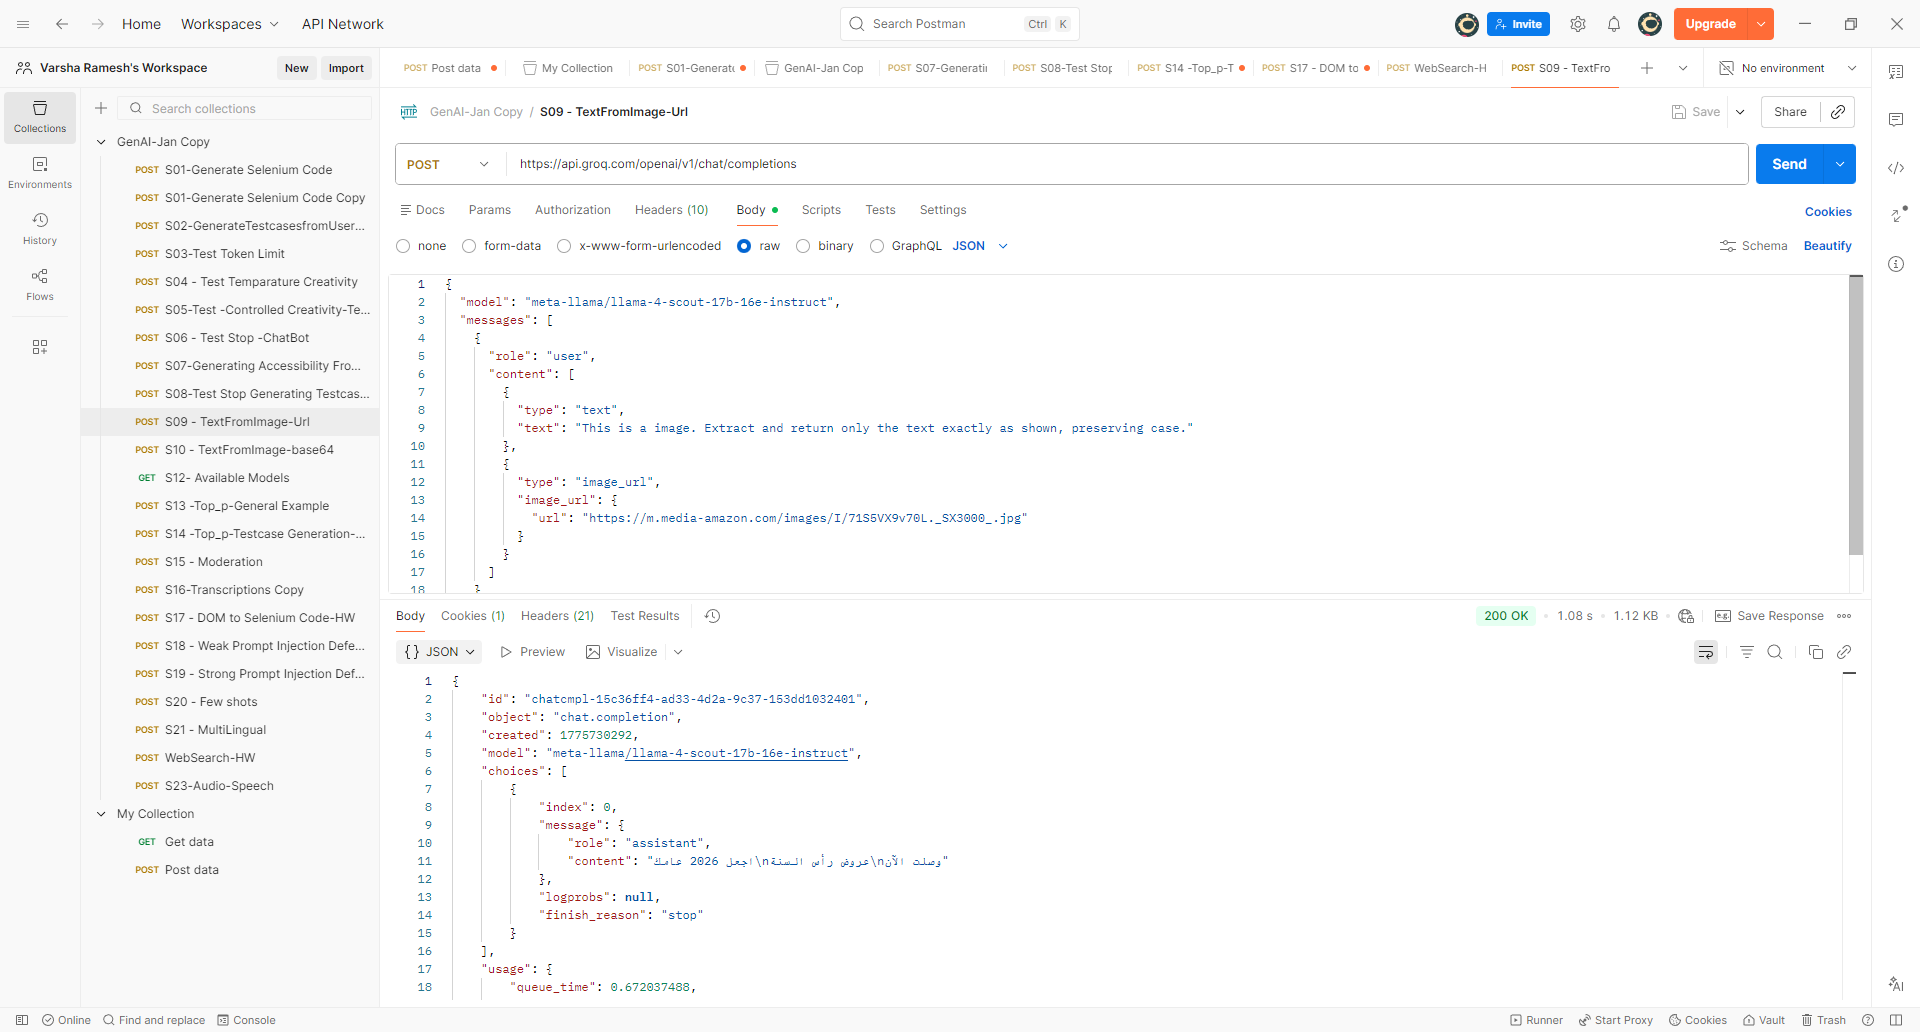 Home
Workspaces
API Network
Search Postman
Ctrl K
Invite
Upgrade
Varsha Ramesh's Workspace
New
Import
POST Post data
My Collection
POST S01-Generate
GenAI-Jan Cop
POST S07-Generatin
POST S08-Test Stop
POST S14 -Top_p-T
POST S17 - DOM to
POST WebSearch-H
POST S09 - TextFro
No environment
Collections
Environments
History
Flows
Search collections
GenAI-Jan Copy
POST S01-Generate Selenium Code
POST S01-Generate Selenium Code Copy
POST S02-GenerateTestcasesfromUser...
POST S03-Test Token Limit
POST S04 - Test Temparature Creativity
POST S05-Test -Controlled Creativity-Te...
POST S06 - Test Stop -ChatBot
POST S07-Generating Accessibility Fro...
POST S08-Test Stop Generating Testcas...
POST S09 - TextFromImage-Url
POST S10 - TextFromImage-base64
GET S12- Available Models
POST S13 -Top_p-General Example
POST S14 -Top_p-Testcase Generation-...
POST S15 - Moderation
POST S16-Transcriptions Copy
POST S17 - DOM to Selenium Code-HW
POST S18 - Weak Prompt Injection Defe...
POST S19 - Strong Prompt Injection Def...
POST S20 - Few shots
POST S21 - MultiLingual
POST WebSearch-HW
POST S23-Audio-Speech
My Collection
GET Get data
POST Post data
HTTP GenAI-Jan Copy / S09 - TextFromImage-Url
Save
Share
POST https://api.groq.com/openai/v1/chat/completions
Send
Docs Params Authorization Headers (10) Body Scripts Tests Settings
Cookies
none form-data x-www-form-urlencoded raw binary GraphQL JSON
Schema Beautify
1 {
2 "model": "meta-llama/llama-4-scout-17b-16e-instruct",
3 "messages": [
4 {
5 "role": "user",
6 "content": [
7 {
8 "type": "text",
9 "text": "This is a image. Extract and return only the text exactly as shown, preserving case."
10 },
11 {
12 "type": "image_url",
13 "image_url": {
14 "url": "https://m.media-amazon.com/images/I/71S5VX9v70L._SX3000_.jpg"
15 }
16 }
17 ]
18 }
Body Cookies (1) Headers (21) Test Results
200 OK • 1.08 s • 1.12 KB
e.g. Save Response
{} JSON Preview Visualize
1 {
2 "id": "chatcmpl-15c36ff4-ad33-4d2a-9c37-153dd1032401",
3 "object": "chat.completion",
4 "created": 1775730292,
5 "model": "meta-llama/llama-4-scout-17b-16e-instruct",
6 "choices": [
7 {
8 "index": 0,
9 "message": {
10 "role": "assistant",
11 "content": "اجعل 2026 عامك\nعروض رأس السنة\nوصلت الآن"
12 },
13 "logprobs": null,
14 "finish_reason": "stop"
15 }
16 ],
17 "usage": {
18 "queue_time": 0.672037488,
Online
Find and replace
Console
Runner
Start Proxy
Cookies
Vault
Trash
AI